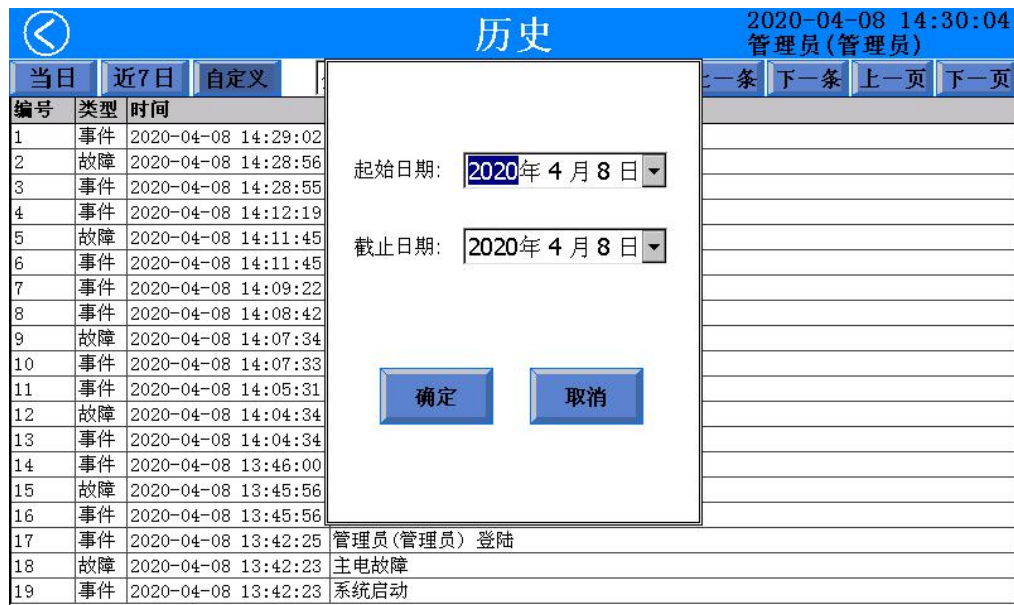 历史
2020-04-08 14:30:04
管理员(管理员)
当日 近7日 自定义 一条 下一条 上一页 下一页
编号 类型 时间
1 事件 2020-04-08 14:29:02
2 故障 2020-04-08 14:28:56
3 事件 2020-04-08 14:28:55
4 事件 2020-04-08 14:12:19
5 故障 2020-04-08 14:11:45
6 事件 2020-04-08 14:11:45
7 事件 2020-04-08 14:09:22
8 事件 2020-04-08 14:08:42
9 故障 2020-04-08 14:07:34
10 事件 2020-04-08 14:07:33
11 事件 2020-04-08 14:05:31
12 故障 2020-04-08 14:04:34
13 事件 2020-04-08 14:04:34
14 事件 2020-04-08 13:46:00
15 故障 2020-04-08 13:45:56
16 事件 2020-04-08 13:45:56
17 事件 2020-04-08 13:42:25 管理员(管理员) 登陆
18 故障 2020-04-08 13:42:23 主电故障
19 事件 2020-04-08 13:42:23 系统启动
起始日期: 2020年 4 月 8 日
截止日期: 2020年 4 月 8 日
确定 取消